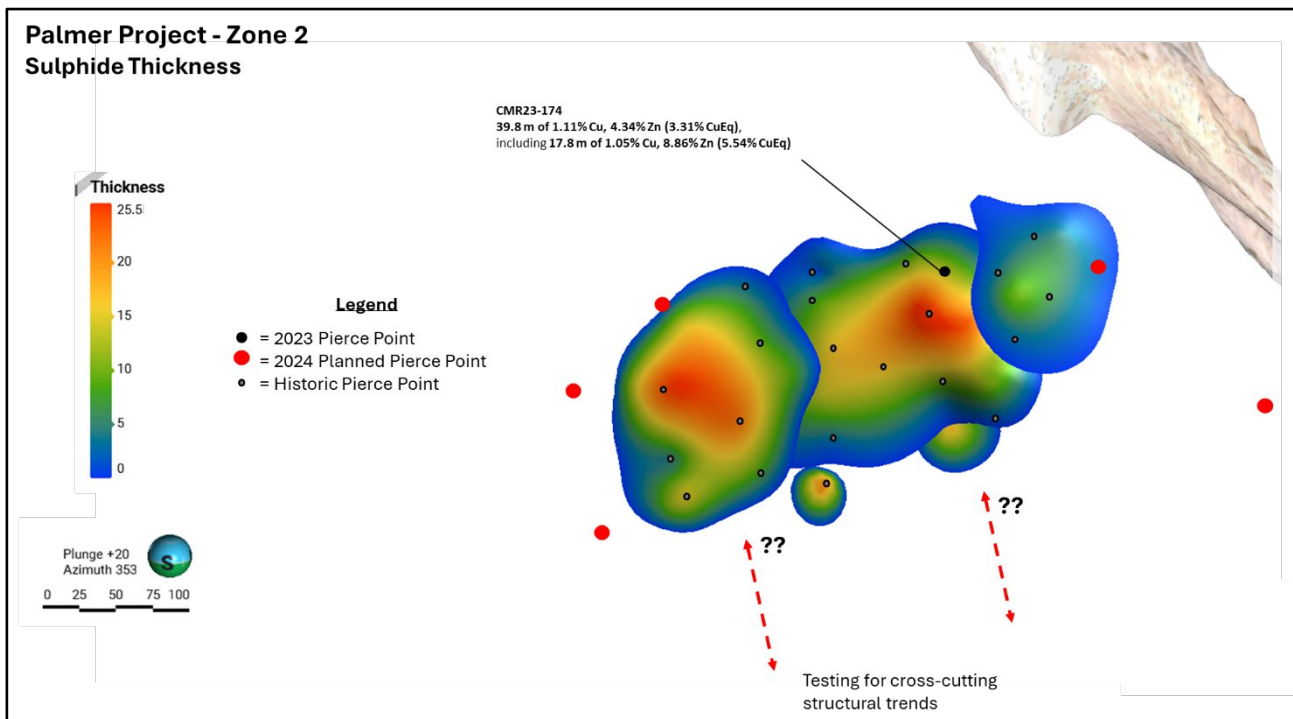 Palmer Project - Zone 2
Sulphide Thickness
CMR23-174
39.8 m of 1.11% Cu, 4.34% Zn (3.31% CuEq),
including 17.8 m of 1.05% Cu, 8.86% Zn (5.54% CuEq)
Thickness
25.5
20
15
10
5
0
Legend
= 2023 Pierce Point
= 2024 Planned Pierce Point
= Historic Pierce Point
??
??
Plunge +20
Azimuth 353
S
0 25 50 75 100
Testing for cross-cutting
structural trends